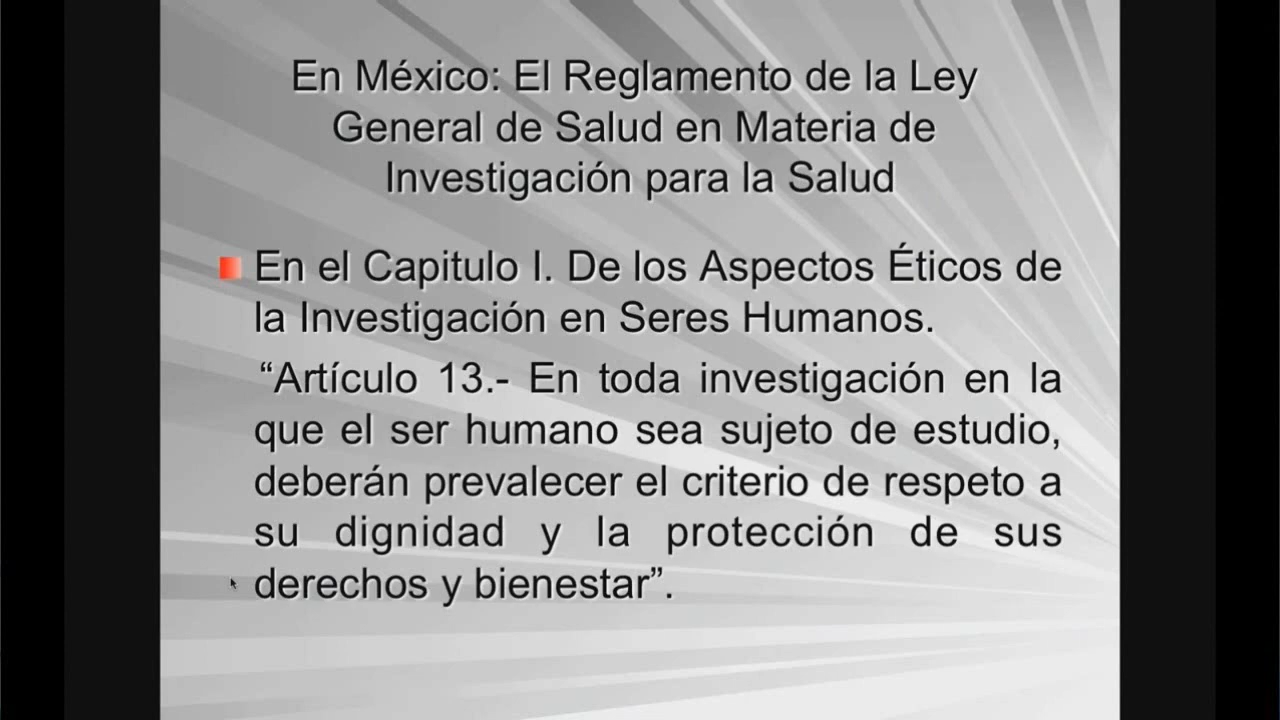 En México: El Reglamento de la Ley
General de Salud en Materia de
Investigación para la Salud
En el Capitulo I. De los Aspectos Éticos de
la Investigación en Seres Humanos.
“Artículo 13.- En toda investigación en la
que el ser humano sea sujeto de estudio,
deberán prevalecer el criterio de respeto a
su dignidad y la protección de sus
derechos y bienestar”.